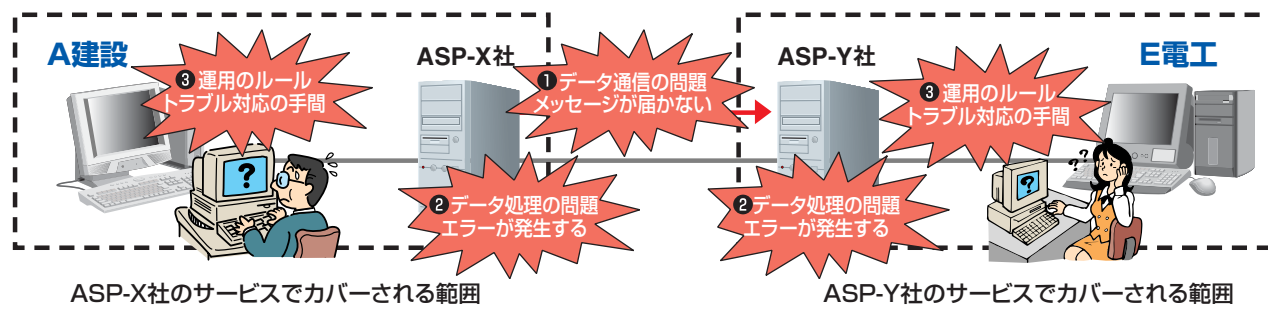 A建設
❸ 運用のルール
トラブル対応の手間
ASP-X社
❶ データ通信の問題
メッセージが届かない
ASP-Y社
❸ 運用のルール
トラブル対応の手間
E電工
?
❷ データ処理の問題
エラーが発生する
❷ データ処理の問題
エラーが発生する
? ? ?
?
ASP-X社のサービスでカバーされる範囲
ASP-Y社のサービスでカバーされる範囲